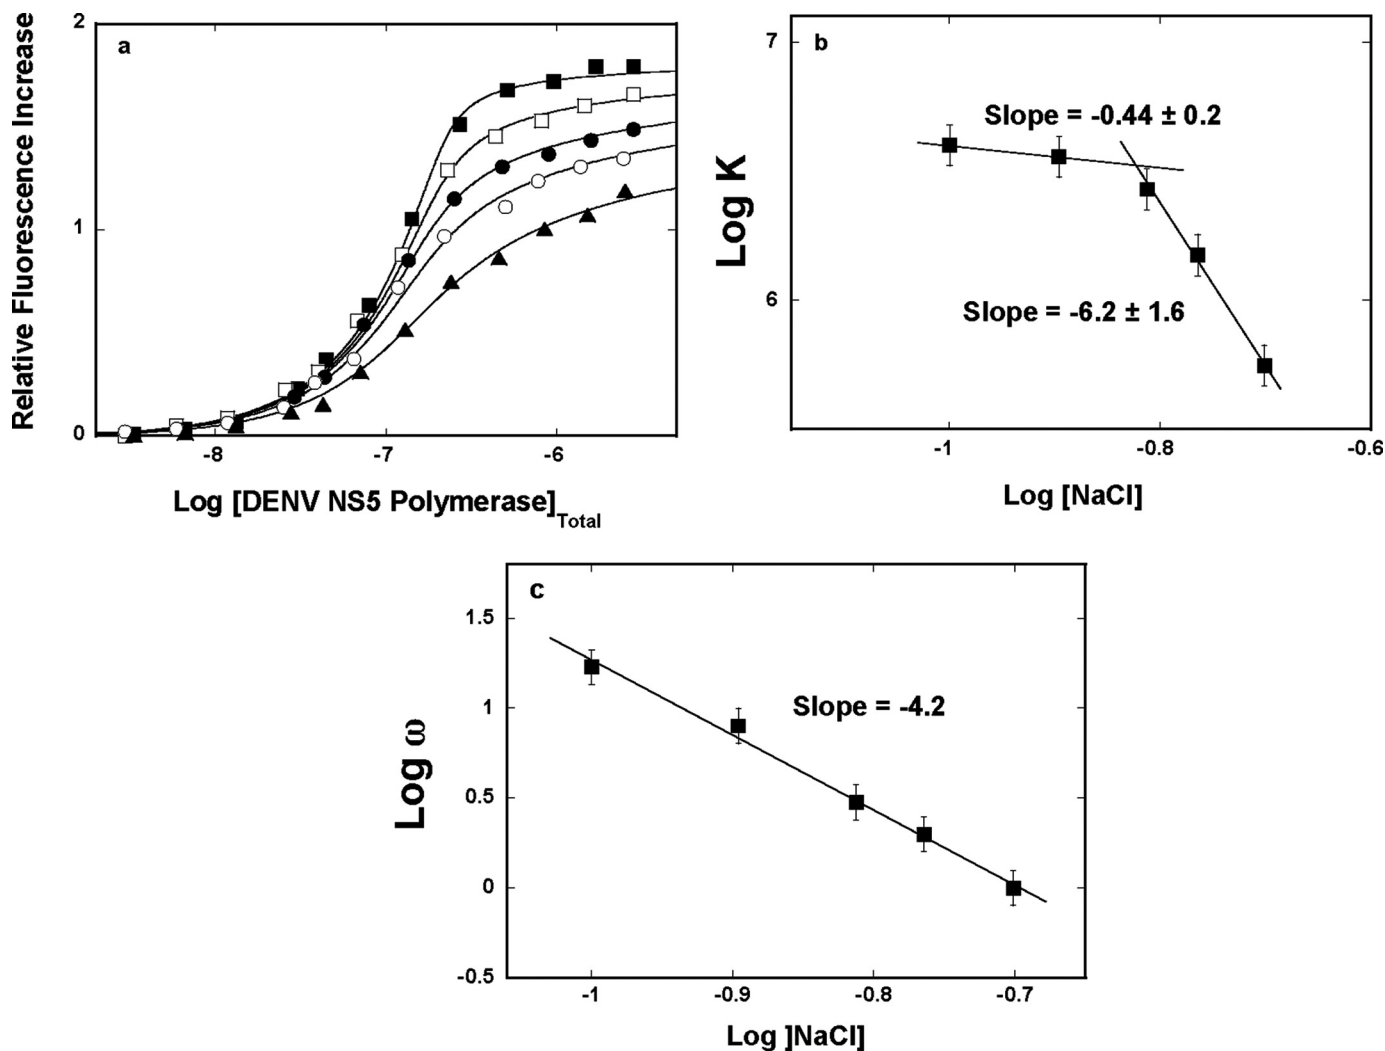 a
2
1
0
Relative Fluorescence Increase
-8
-7
-6
Log [DENV NS5 Polymerase]Total
b
7
6
Log K
Slope = -0.44 ± 0.2
Slope = -6.2 ± 1.6
-1
-0.8
-0.6
Log [NaCl]
c
1.5
1
0.5
0
-0.5
Log ω
Slope = -4.2
-1
-0.9
-0.8
-0.7
Log ]NaCl]